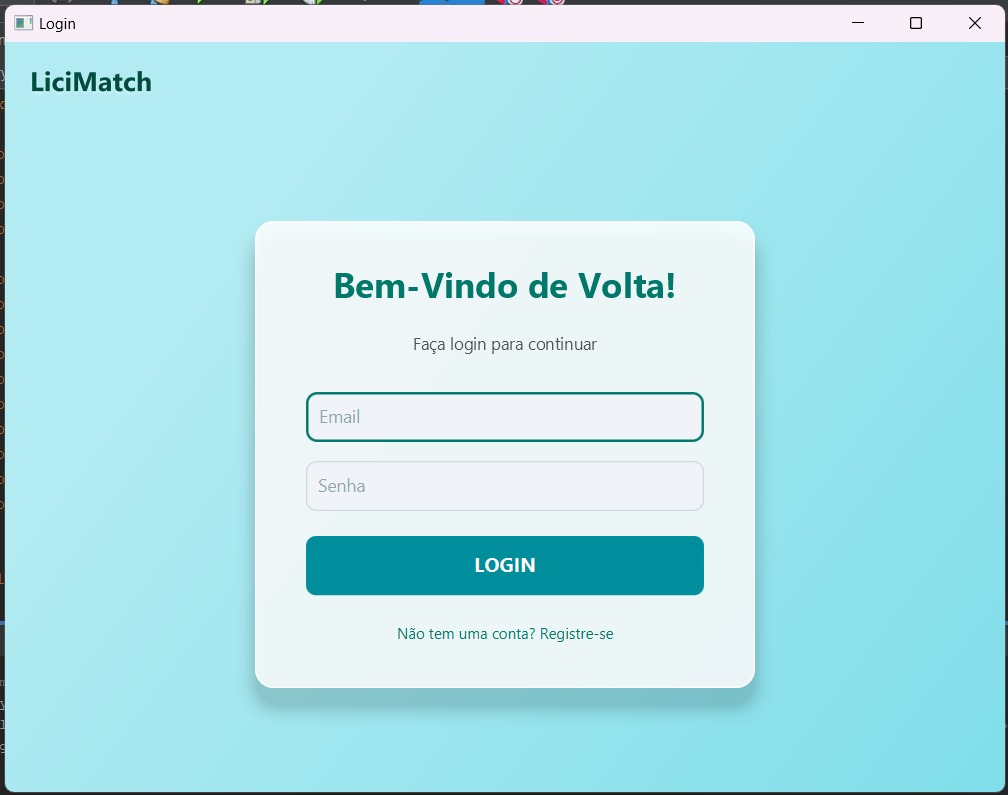 Login
LiciMatch
Bem-Vindo de Volta!
Faça login para continuar
Email
Senha
LOGIN
Não tem uma conta? Registre-se